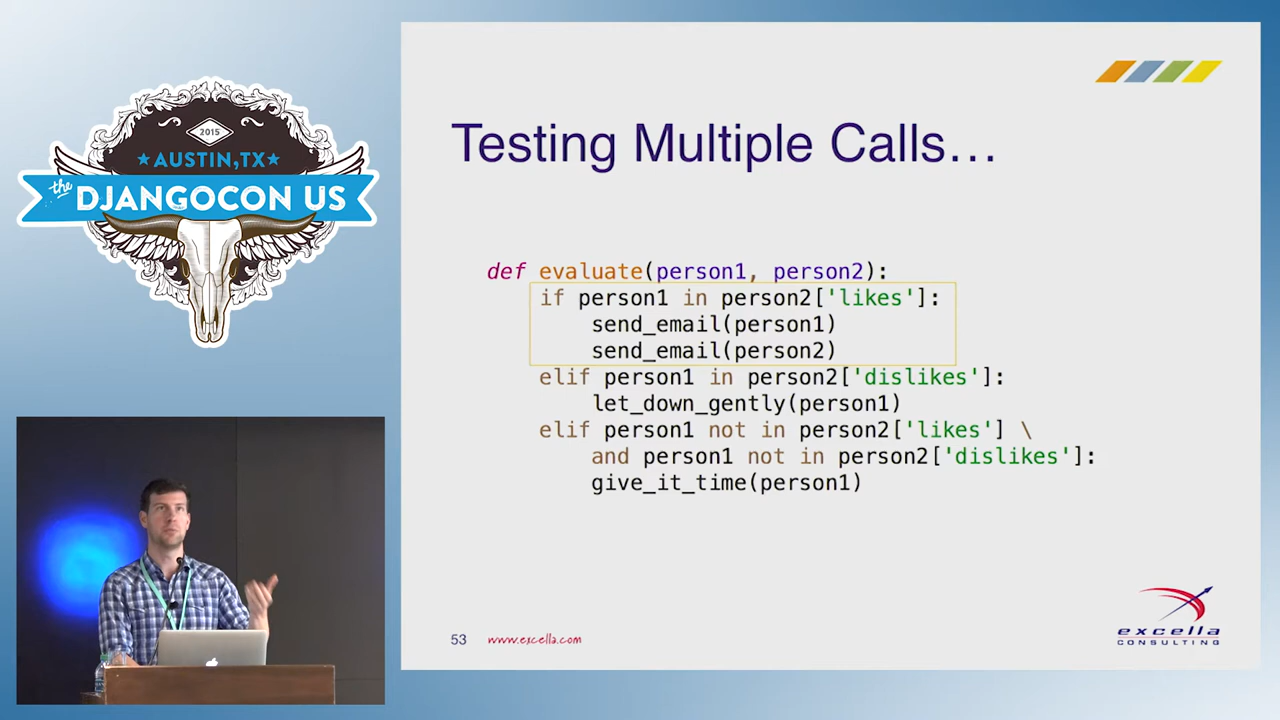 2015
AUSTIN, TX
the
DJANGOCON US
Testing Multiple Calls…
def evaluate(person1, person2):
    if person1 in person2['likes']:
        send_email(person1)
        send_email(person2)
    elif person1 in person2['dislikes']:
        let_down_gently(person1)
    elif person1 not in person2['likes'] \
        and person1 not in person2['dislikes']:
        give_it_time(person1)
53
www.excella.com
excella
CONSULTING